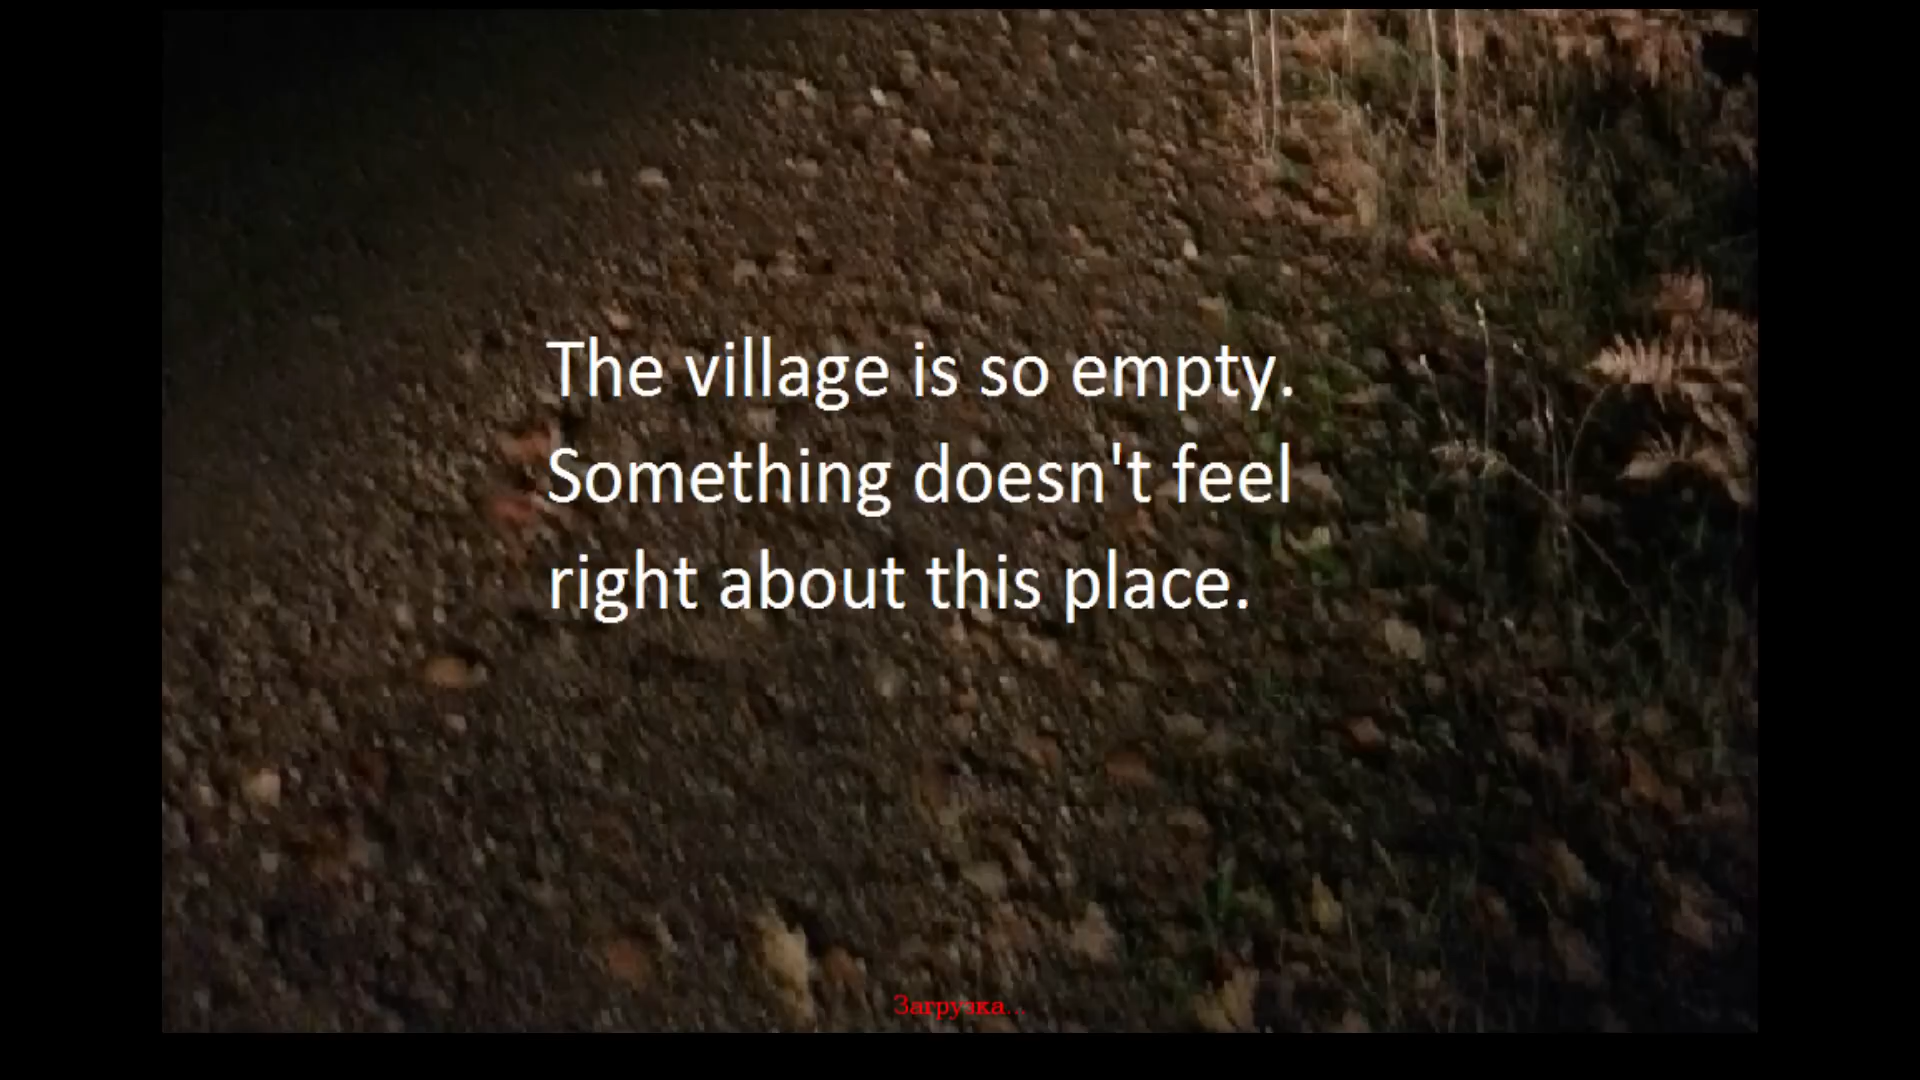 The village is so empty.
Something doesn't feel
right about this place.
Загрузка...